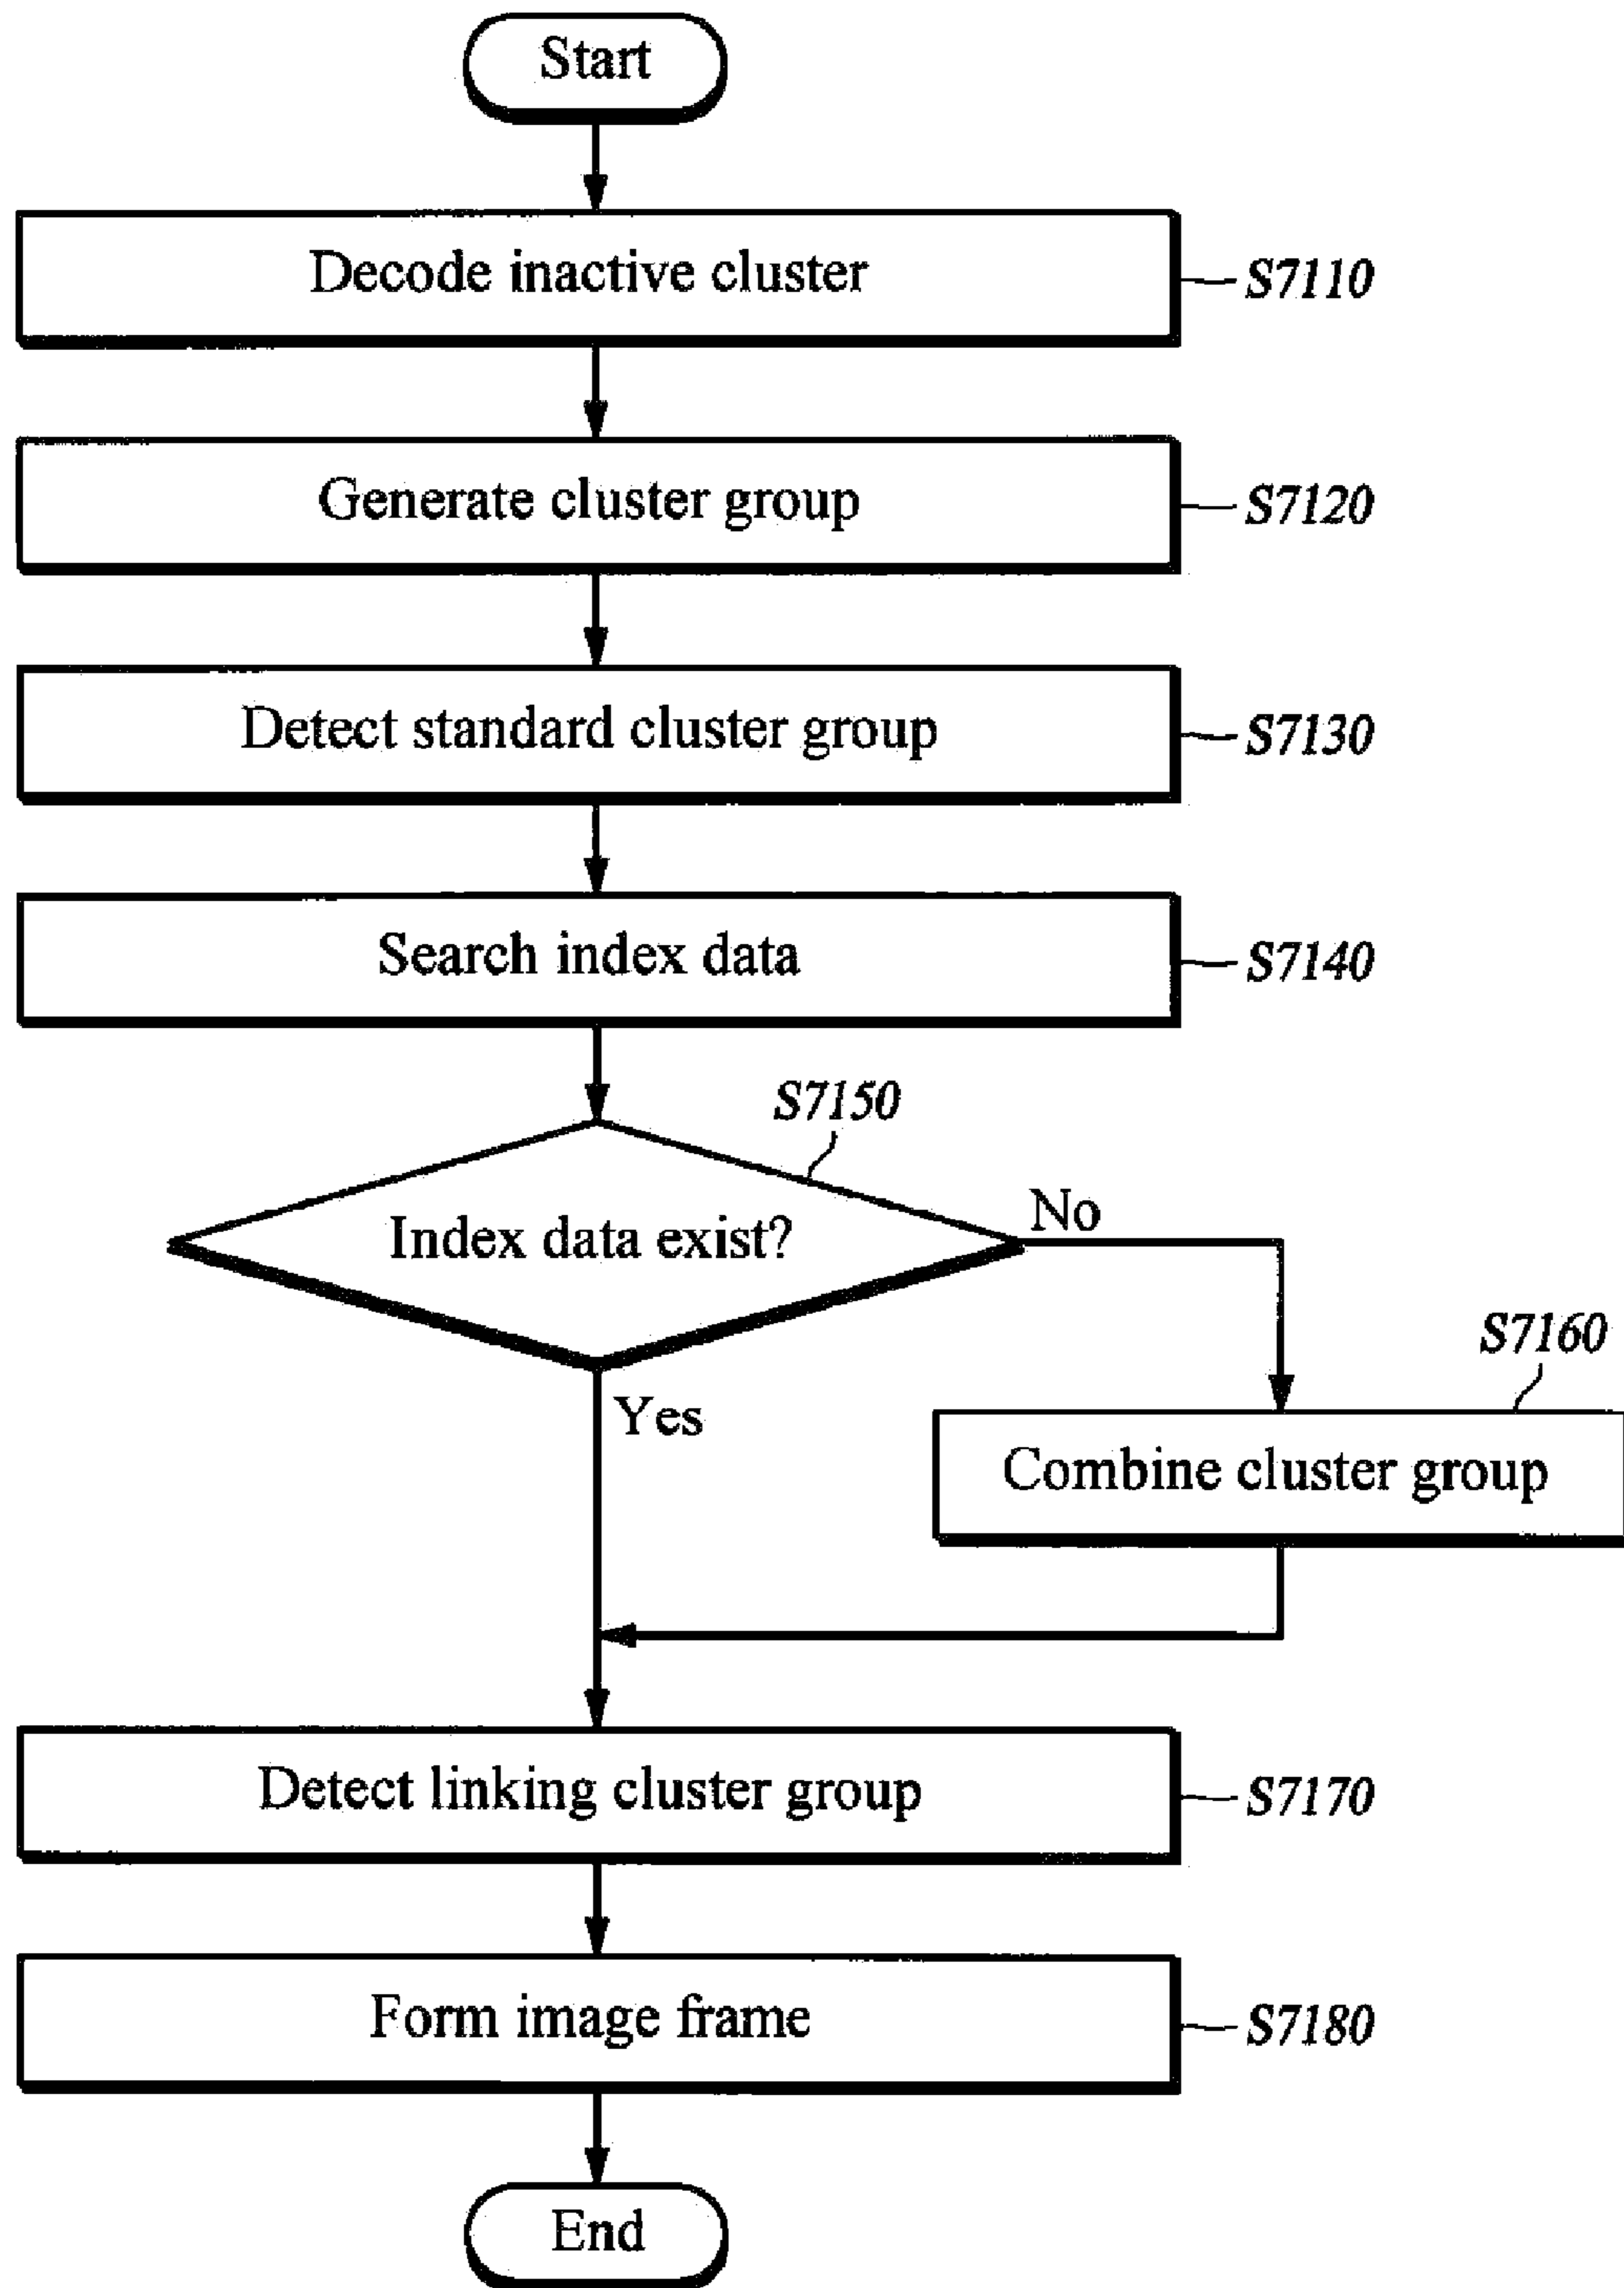 Start
Decode inactive cluster
S7110
Generate cluster group
S7120
Detect standard cluster group
S7130
Search index data
S7140
S7150
Index data exist?
No
Yes
S7160
Combine cluster group
Detect linking cluster group
S7170
Form image frame
S7180
End